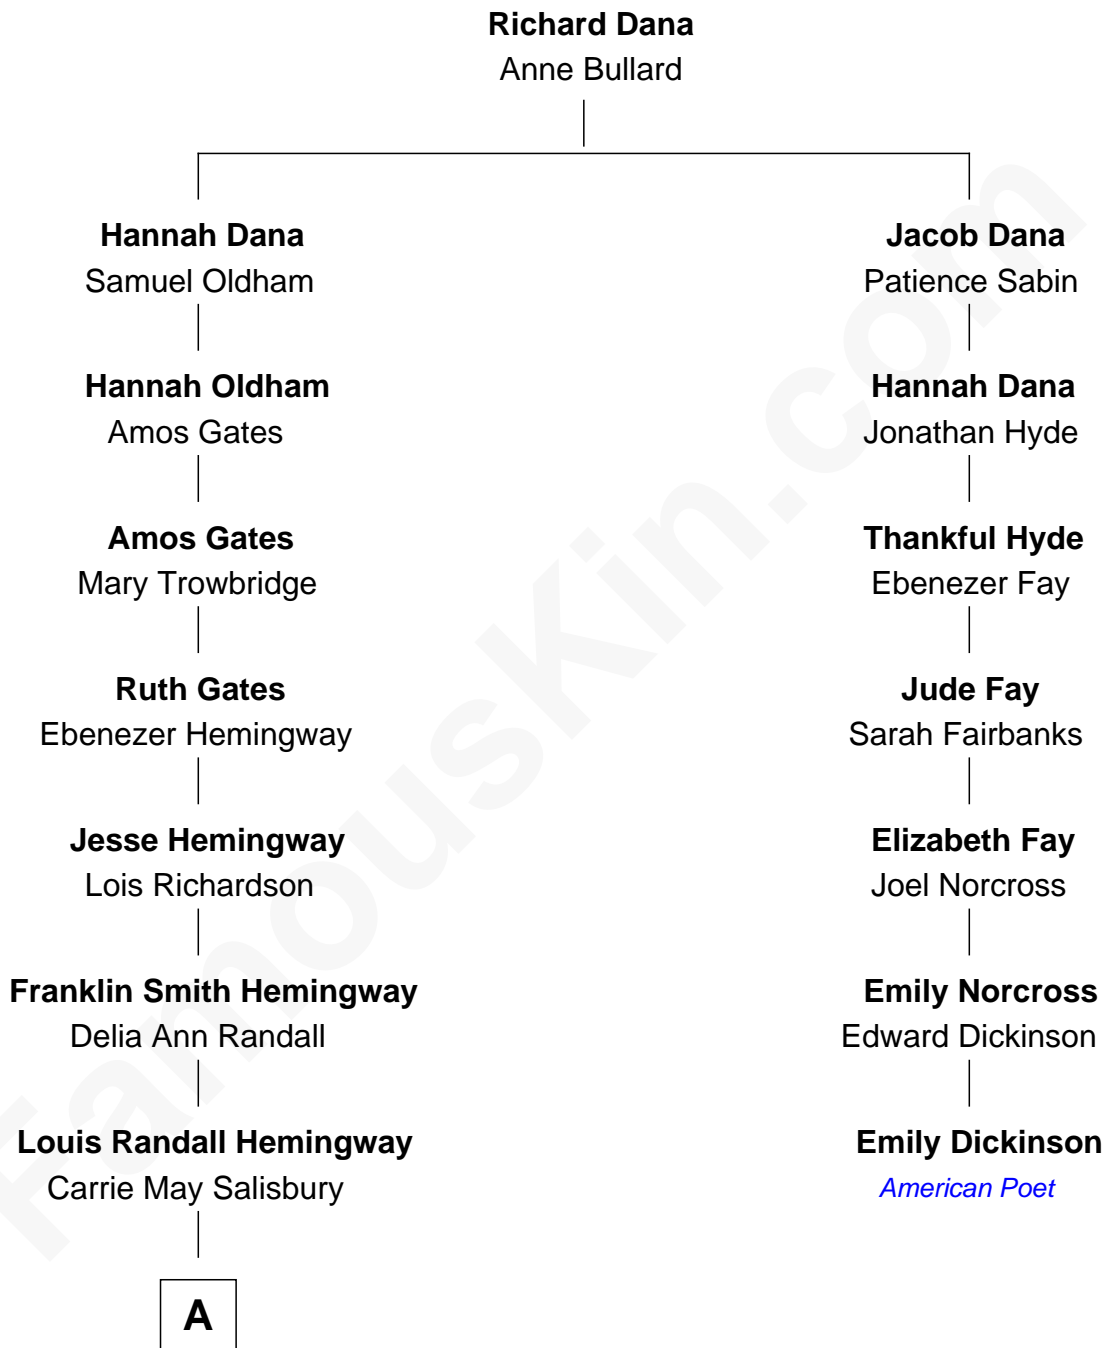 Richard Dana
Anne Bullard
Hannah Dana
Samuel Oldham
Hannah Oldham
Amos Gates
Amos Gates
Mary Trowbridge
Ruth Gates
Ebenezer Hemingway
Jesse Hemingway
Lois Richardson
Franklin Smith Hemingway
Delia Ann Randall
Louis Randall Hemingway
Carrie May Salisbury
A
Jacob Dana
Patience Sabin
Hannah Dana
Jonathan Hyde
Thankful Hyde
Ebenezer Fay
Jude Fay
Sarah Fairbanks
Elizabeth Fay
Joel Norcross
Emily Norcross
Edward Dickinson
Emily Dickinson
American Poet
FamousKin.com